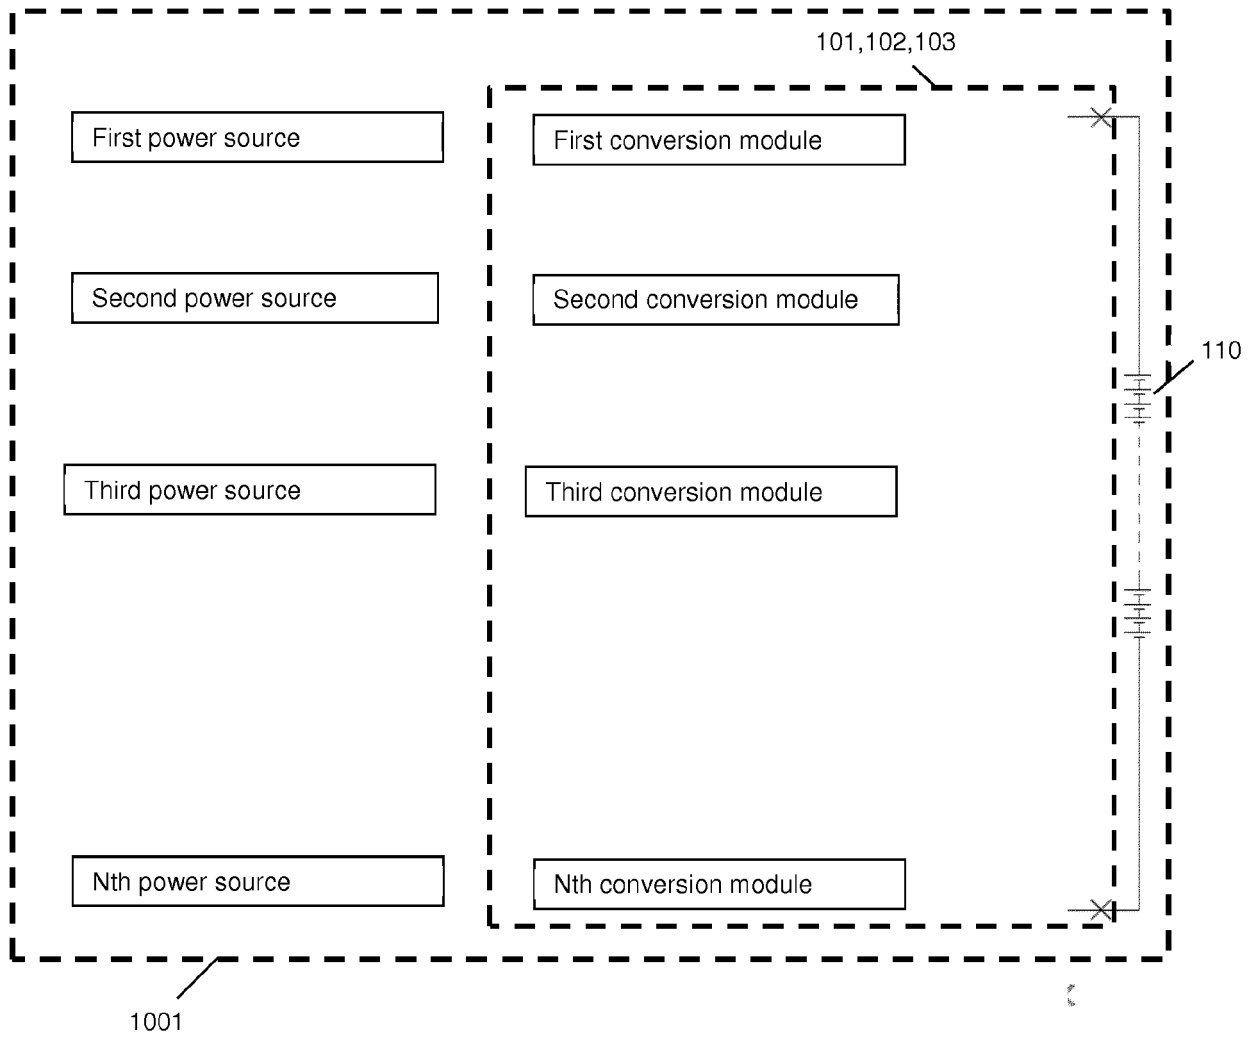 101,102,103
First power source
First conversion module
Second power source
Second conversion module
110
Third power source
Third conversion module
Nth power source
Nth conversion module
1001